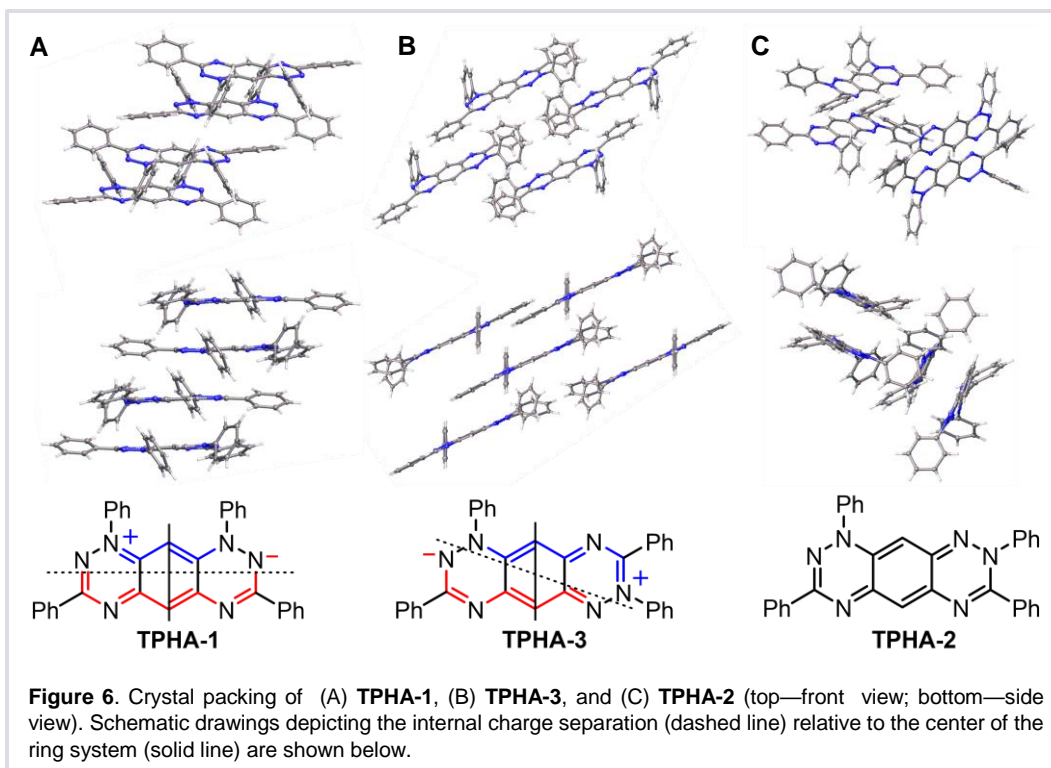 A
B
C
Ph
Ph
N
+
N
N
N
−
Ph
N
N
Ph
TPHA-1
Ph
N
N
Ph
−
N
N
+
Ph
N
N
Ph
TPHA-3
Ph
N
N
N
Ph
N
N
Ph
N
N
Ph
TPHA-2
Figure 6. Crystal packing of (A) TPHA-1, (B) TPHA-3, and (C) TPHA-2 (top—front view; bottom—side
view). Schematic drawings depicting the internal charge separation (dashed line) relative to the center of the
ring system (solid line) are shown below.